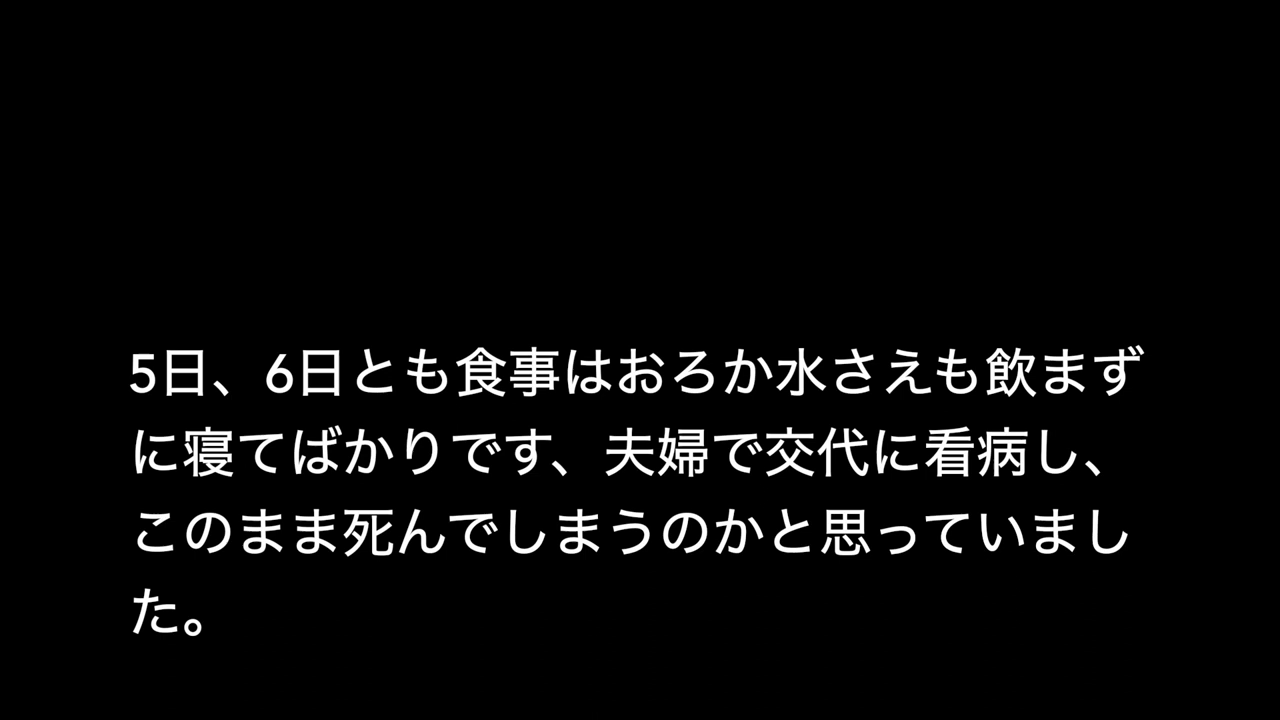 5日、6日とも食事はおろか水さえも飲まず
に寝てばかりです、夫婦で交代に看病し、
このまま死んでしまうのかと思っていまし
た。